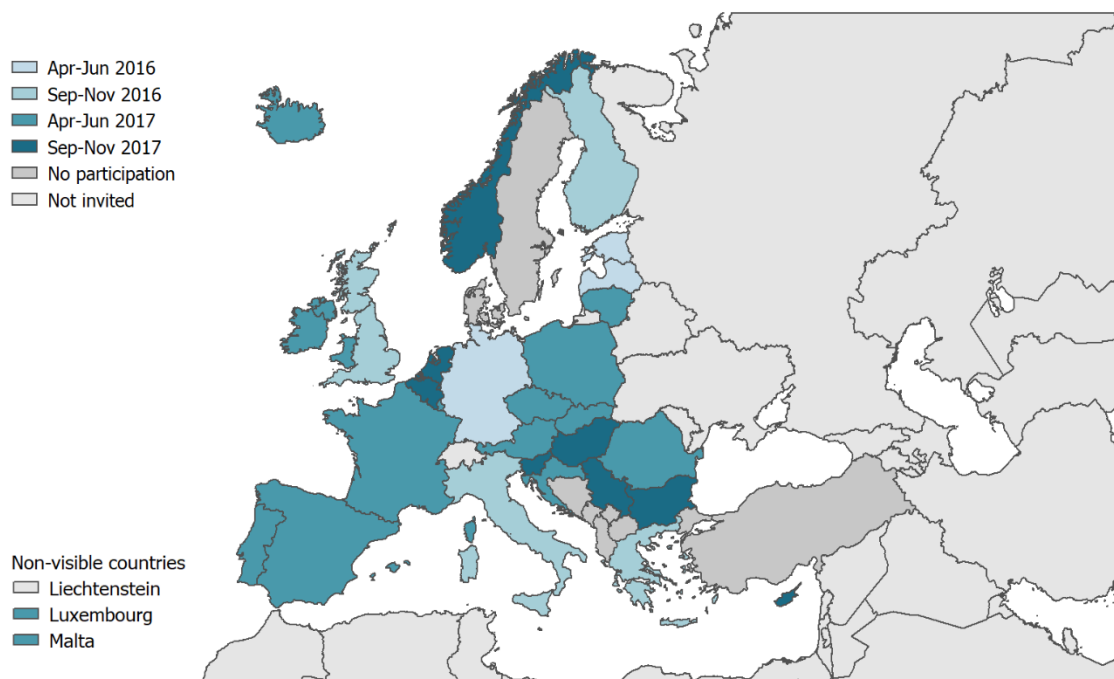 Apr-Jun 2016
Sep-Nov 2016
Apr-Jun 2017
Sep-Nov 2017
No participation
Not invited
Non-visible countries
Liechtenstein
Luxembourg
Malta